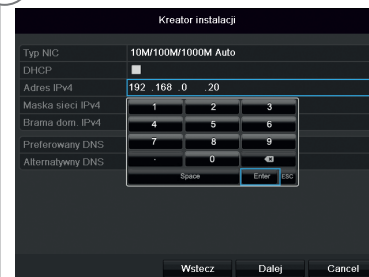 Kreator instalacji
Typ NIC 10M/100M/1000M Auto
DHCP
Adres IPv4 192 .168 .0 .20
Maska sieci IPv4
Brama dom. IPv4
Preferowany DNS
Alternatywny DNS
1 2 3
4 5 6
7 8 9
. 0
Space Enter ESC
Wstecz Dalej Cancel